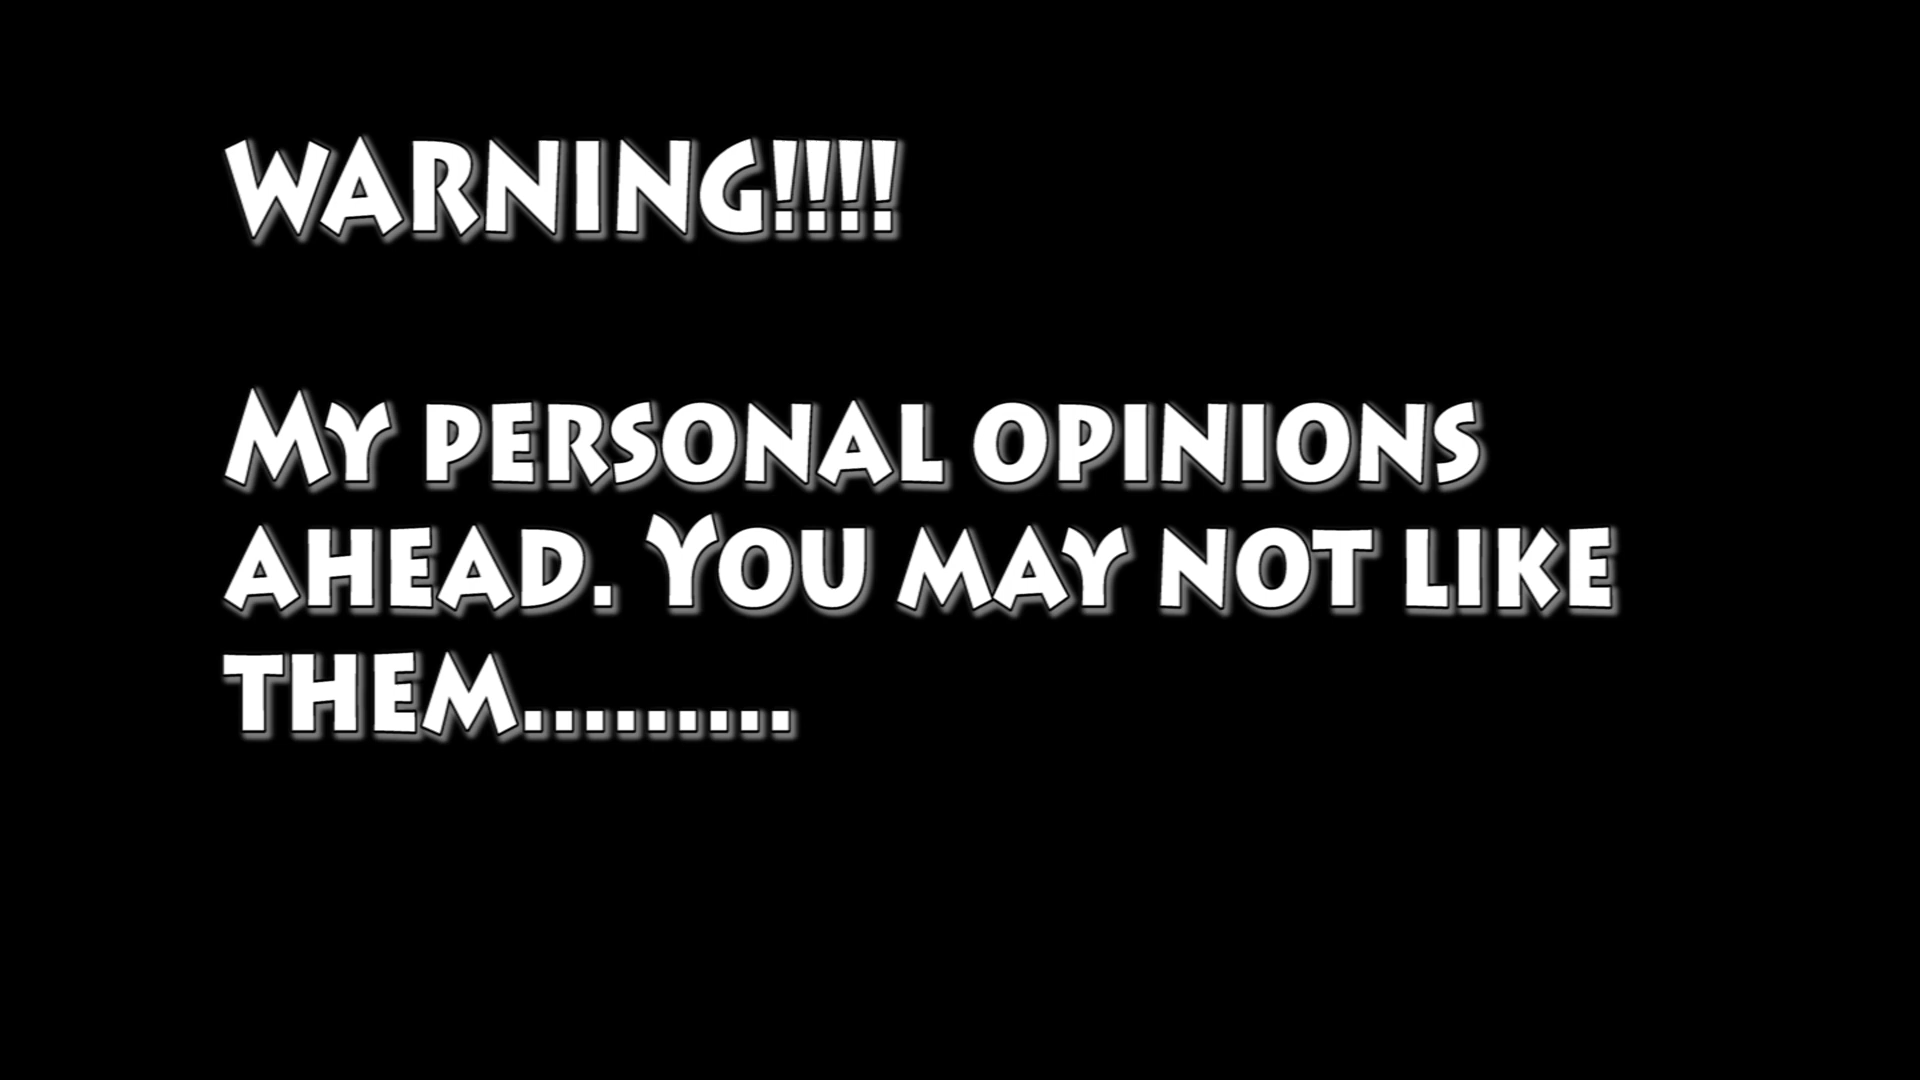 WARNING!!!!
My personal opinions
ahead. You may not like
them.........